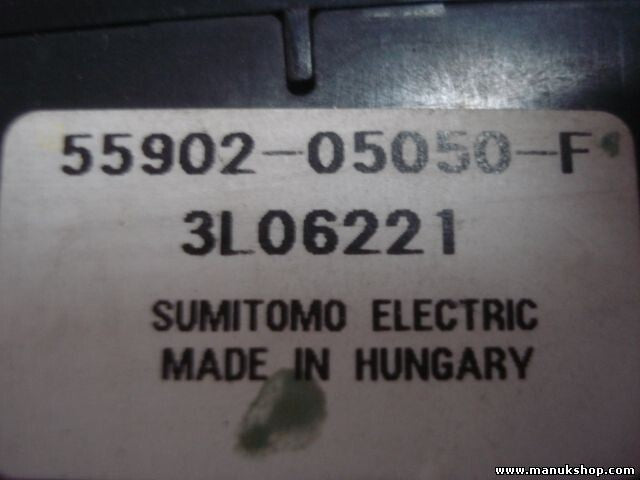 55902-05050-F
3L06221
SUMITOMO ELECTRIC
MADE IN HUNGARY
www.manukshop.com